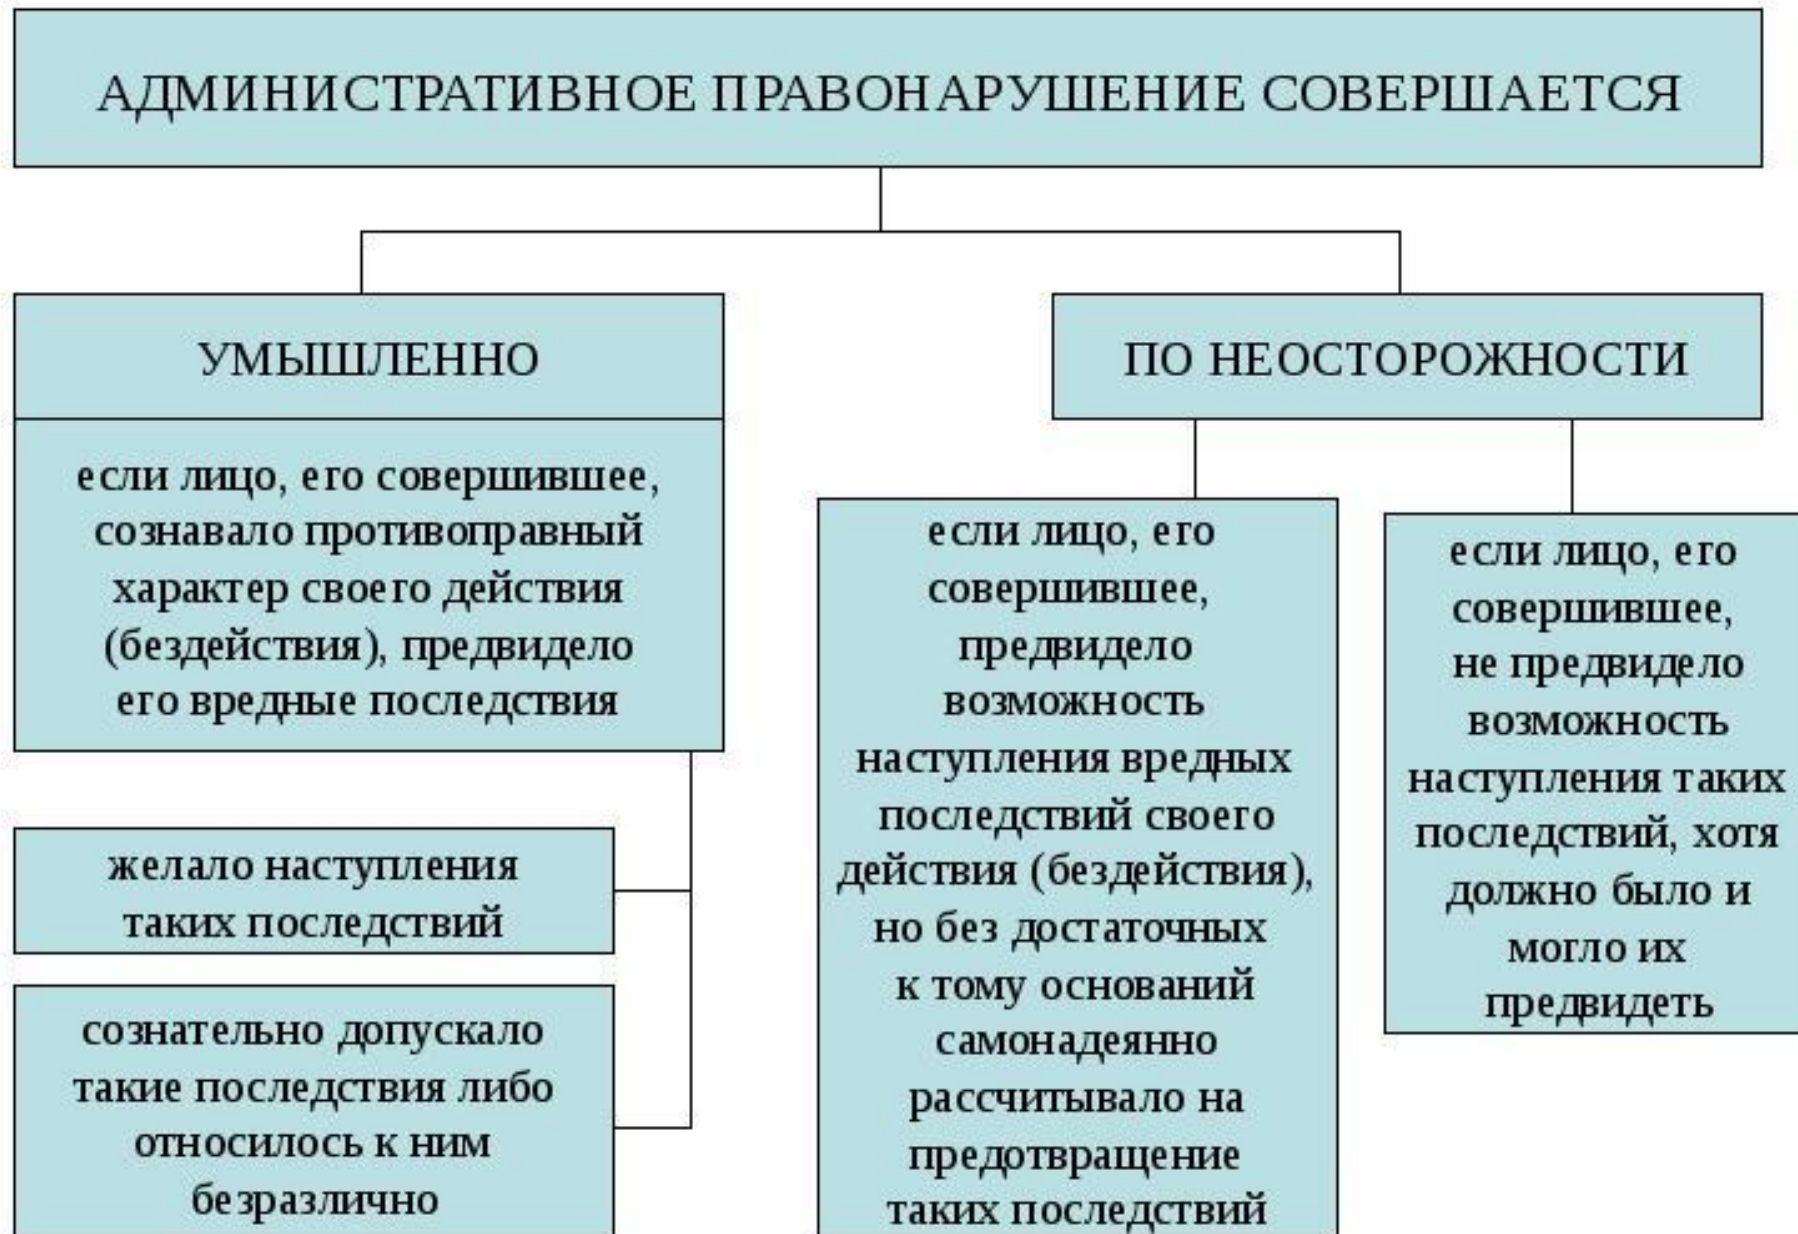 АДМИНИСТРАТИВНОЕ ПРАВОНАРУШЕНИЕ СОВЕРШАЕТСЯ
УМЫШЛЕННО
если лицо, его совершившее,
сознавало противоправный
характер своего действия
(бездействия), предвидело
его вредные последствия
желало наступления
таких последствий
сознательно допускало
такие последствия либо
относилось к ним
безразлично
ПО НЕОСТОРОЖНОСТИ
если лицо, его
совершившее,
предвидело
возможность
наступления вредных
последствий своего
действия (бездействия),
но без достаточных
к тому оснований
самонадеянно
рассчитывало на
предотвращение
таких последствий
если лицо, его
совершившее,
не предвидело
возможность
наступления таких
последствий, хотя
должно было и
могло их
предвидеть